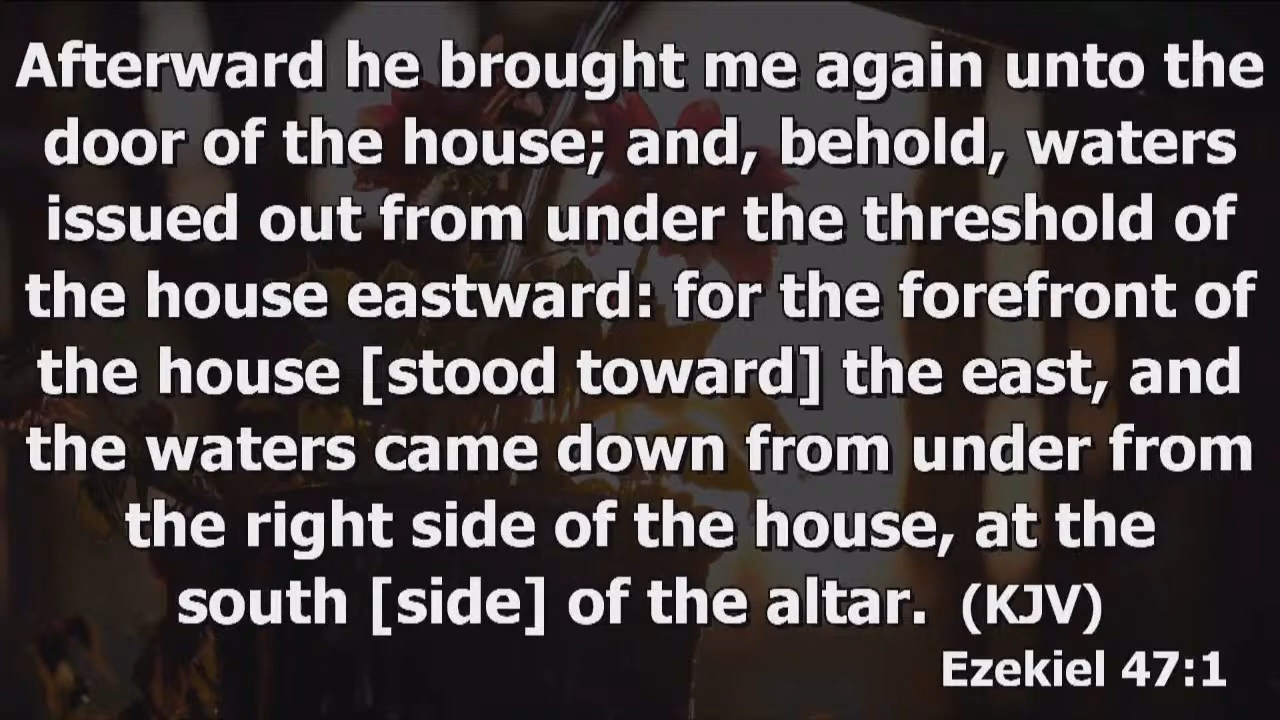 Afterward he brought me again unto the
door of the house; and, behold, waters
issued out from under the threshold of
the house eastward: for the forefront of
the house [stood toward] the east, and
the waters came down from under from
the right side of the house, at the
south [side] of the altar. (KJV)
Ezekiel 47:1